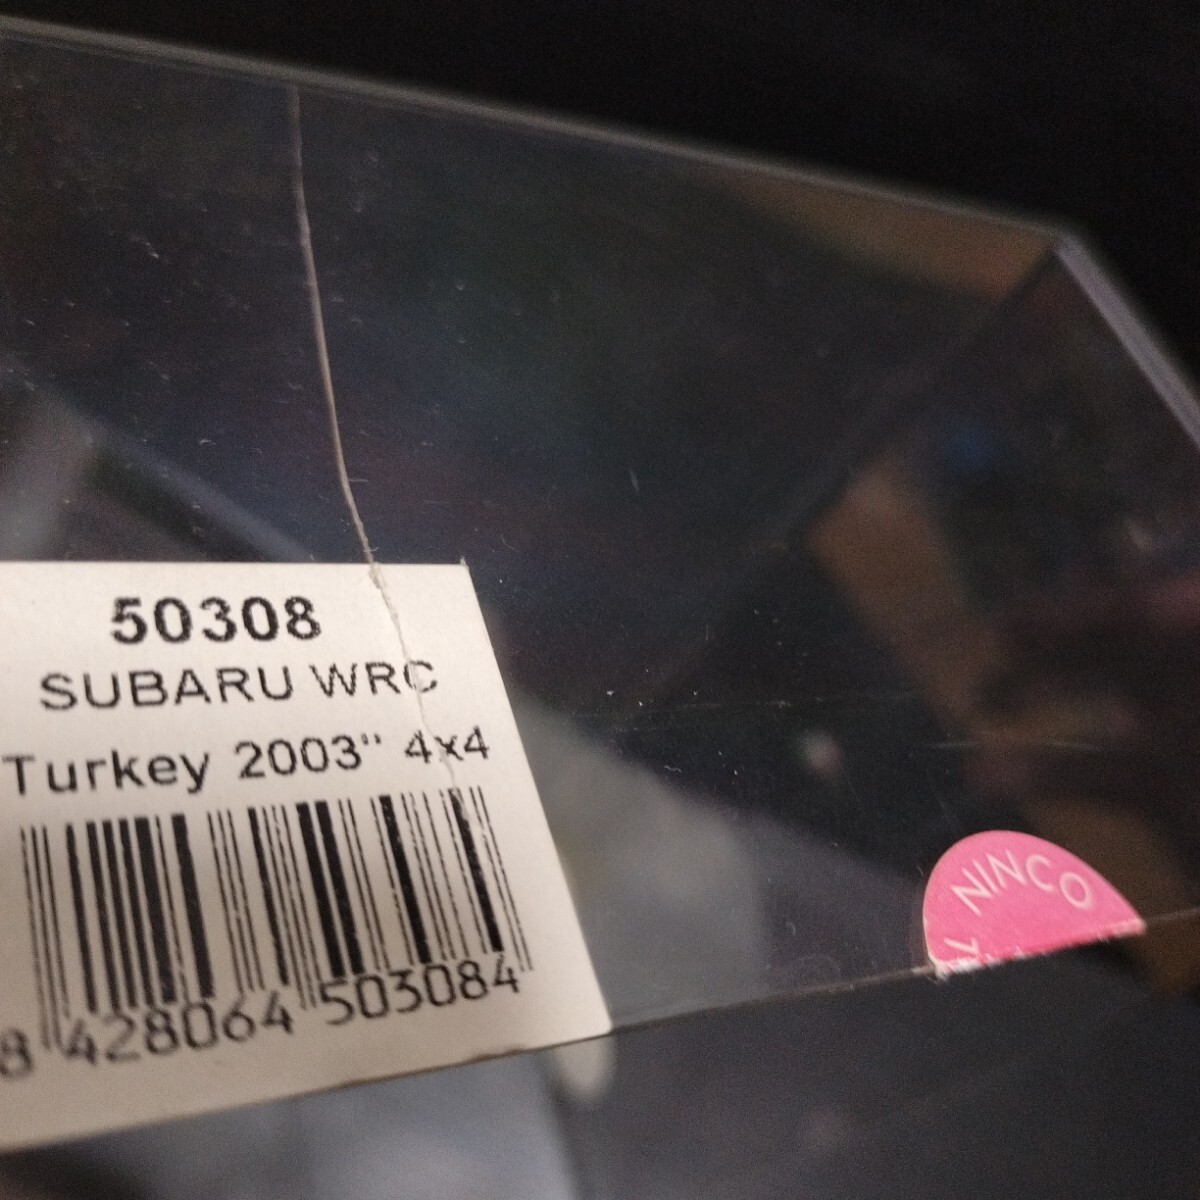 50308
SUBARU WRC
Turkey 2003" 4x4
8 428064 503084
NINCO